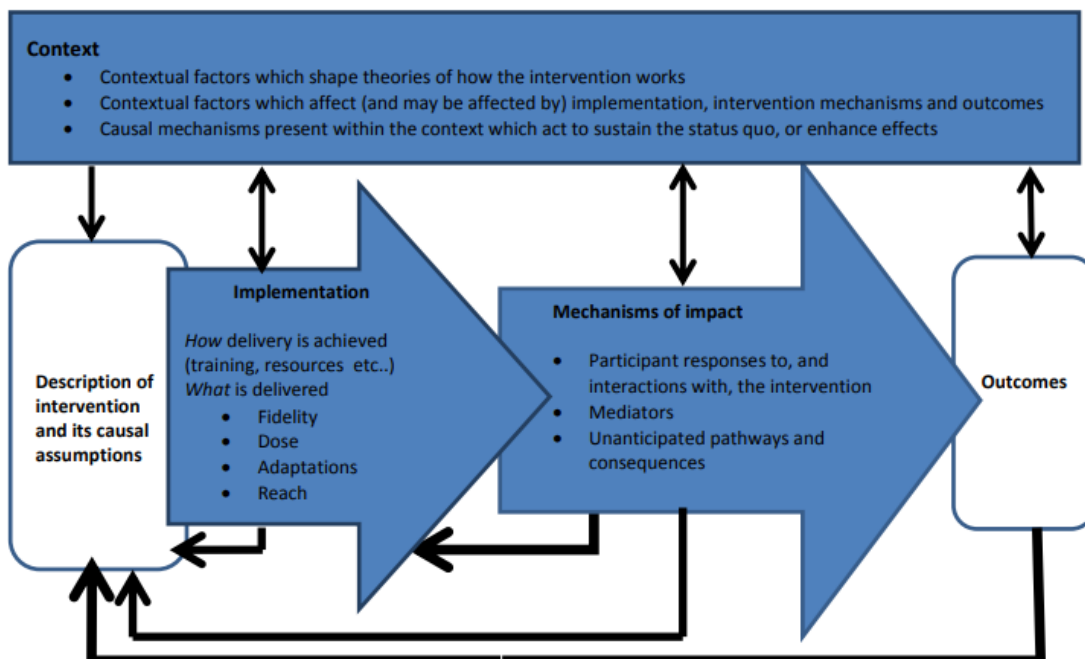 Context
• Contextual factors which shape theories of how the intervention works
• Contextual factors which affect (and may be affected by) implementation, intervention mechanisms and outcomes
• Causal mechanisms present within the context which act to sustain the status quo, or enhance effects
Description of
intervention
and its causal
assumptions
Implementation
How delivery is achieved
(training, resources etc..)
What is delivered
• Fidelity
• Dose
• Adaptations
• Reach
Mechanisms of impact
• Participant responses to, and
interactions with, the intervention
• Mediators
• Unanticipated pathways and
consequences
Outcomes